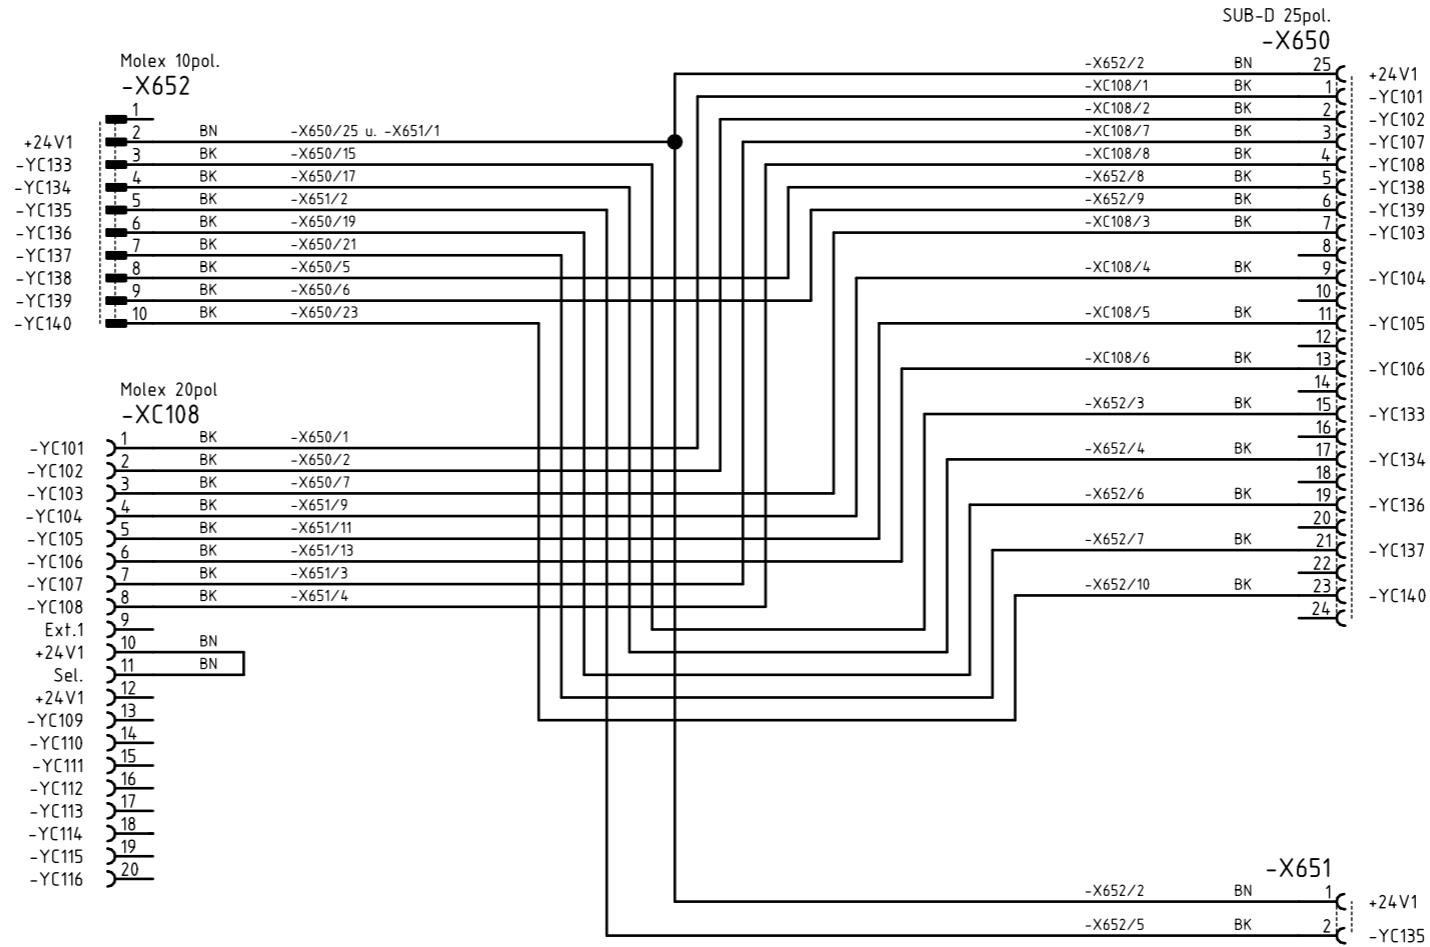 SUB-D 25pol.
-X650
-X652/2 BN 25 +24V1
-XC108/1 BK 1 -YC101
-XC108/2 BK 2 -YC102
-XC108/7 BK 3 -YC107
-XC108/8 BK 4 -YC108
-X652/8 BK 5 -YC138
-X652/9 BK 6 -YC139
-XC108/3 BK 7 -YC103
8
-XC108/4 BK 9 -YC104
10
-XC108/5 BK 11 -YC105
12
-XC108/6 BK 13 -YC106
14
-X652/3 BK 15 -YC133
16
-X652/4 BK 17 -YC134
18
-X652/6 BK 19 -YC136
20
-X652/7 BK 21 -YC137
22
-X652/10 BK 23 -YC140
24
Molex 10pol.
-X652
1
+24V1 2 BN -X650/25 u. -X651/1
-YC133 3 BK -X650/15
-YC134 4 BK -X650/17
-YC135 5 BK -X651/2
-YC136 6 BK -X650/19
-YC137 7 BK -X650/21
-YC138 8 BK -X650/5
-YC139 9 BK -X650/6
-YC140 10 BK -X650/23
Molex 20pol
-XC108
-YC101 1 BK -X650/1
-YC102 2 BK -X650/2
-YC103 3 BK -X650/7
-YC104 4 BK -X651/9
-YC105 5 BK -X651/11
-YC106 6 BK -X651/13
-YC107 7 BK -X651/3
-YC108 8 BK -X651/4
Ext.1 9
+24V1 10 BN
Sel. 11 BN
+24V1 12
-YC109 13
-YC110 14
-YC111 15
-YC112 16
-YC113 17
-YC114 18
-YC115 19
-YC116 20
-X651
-X652/2 BN 1 +24V1
-X652/5 BK 2 -YC135